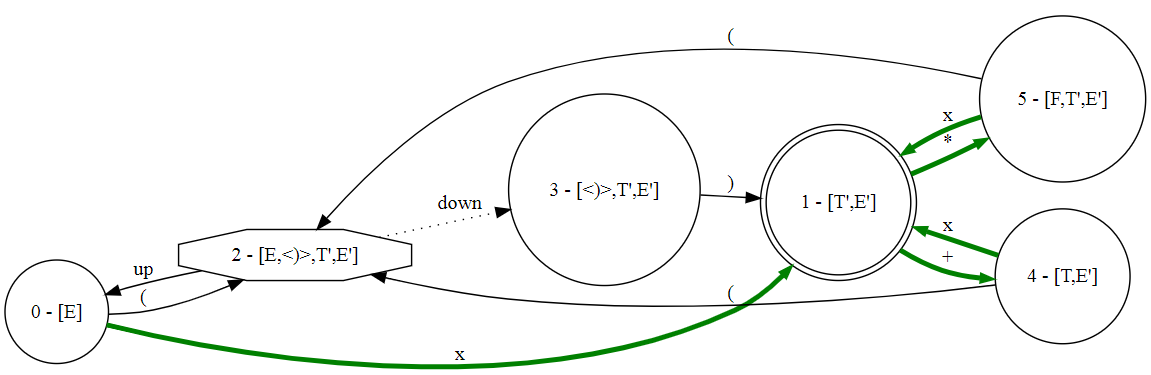 (
5 - [F,T',E']
x
*
3 - [<)>,T',E']
)
1 - [T',E']
down
2 - [E,<)>,T',E']
x
+
4 - [T,E']
up
(
(
0 - [E]
x